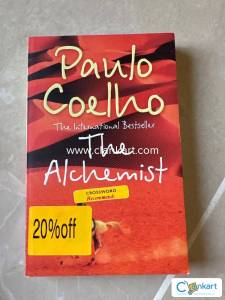 Paulo
Coelho
The International Bestseller
www.clankart.com
The
Alchemist
CROSSWORD
Recommends
20%off
Clankart